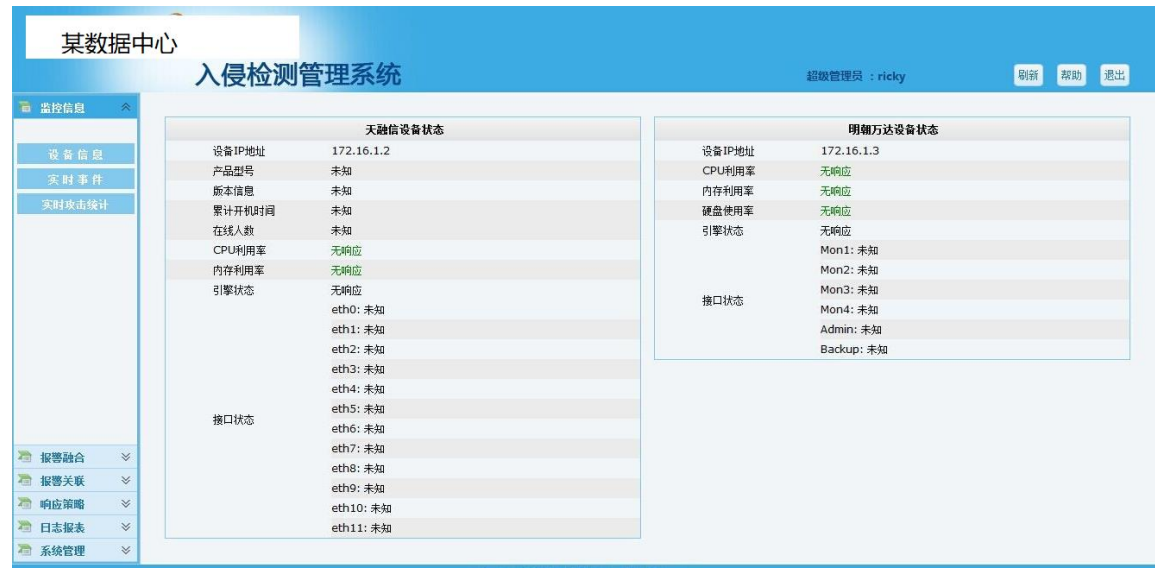 某数据中心
入侵检测管理系统
超级管理员 ：ricky
刷新 帮助 退出
监控信息
设备信息
实时事件
实时攻击统计
报警融合
报警关联
响应策略
日志报表
系统管理
天融信设备状态
设备IP地址 172.16.1.2
产品型号 未知
版本信息 未知
累计开机时间 未知
在线人数 未知
CPU利用率 无响应
内存利用率 无响应
引擎状态 无响应
接口状态
eth0: 未知
eth1: 未知
eth2: 未知
eth3: 未知
eth4: 未知
eth5: 未知
eth6: 未知
eth7: 未知
eth8: 未知
eth9: 未知
eth10: 未知
eth11: 未知
明朝万达设备状态
设备IP地址 172.16.1.3
CPU利用率 无响应
内存利用率 无响应
硬盘使用率 无响应
引擎状态 无响应
接口状态
Mon1: 未知
Mon2: 未知
Mon3: 未知
Mon4: 未知
Admin: 未知
Backup: 未知